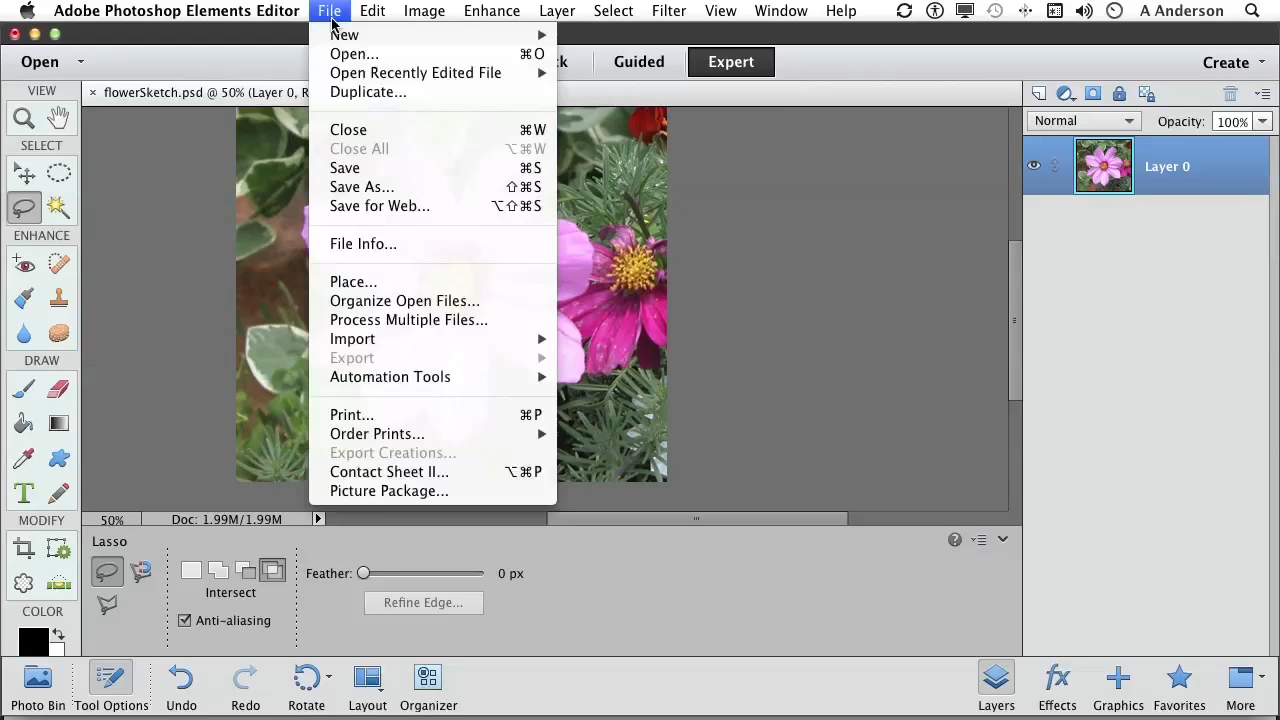 Adobe Photoshop Elements Editor File Edit Image Enhance Layer Select Filter View Window Help A Anderson
Open Guided Expert Create
× flowerSketch.psd @ 50% (Layer 0, R
New
Open... ⌘O
Open Recently Edited File
Duplicate...
Close ⌘W
Close All ⌥⌘W
Save ⌘S
Save As... ⇧⌘S
Save for Web... ⌥⇧⌘S
File Info...
Place...
Organize Open Files...
Process Multiple Files...
Import
Export
Automation Tools
Print... ⌘P
Order Prints...
Export Creations...
Contact Sheet II... ⌥⌘P
Picture Package...
VIEW
SELECT
ENHANCE
DRAW
MODIFY
COLOR
Normal Opacity: 100%
Layer 0
50% Doc: 1.99M/1.99M
Lasso
Intersect
Anti-aliasing
Feather: 0 px
Refine Edge...
Photo Bin Tool Options Undo Redo Rotate Layout Organizer Layers Effects Graphics Favorites More